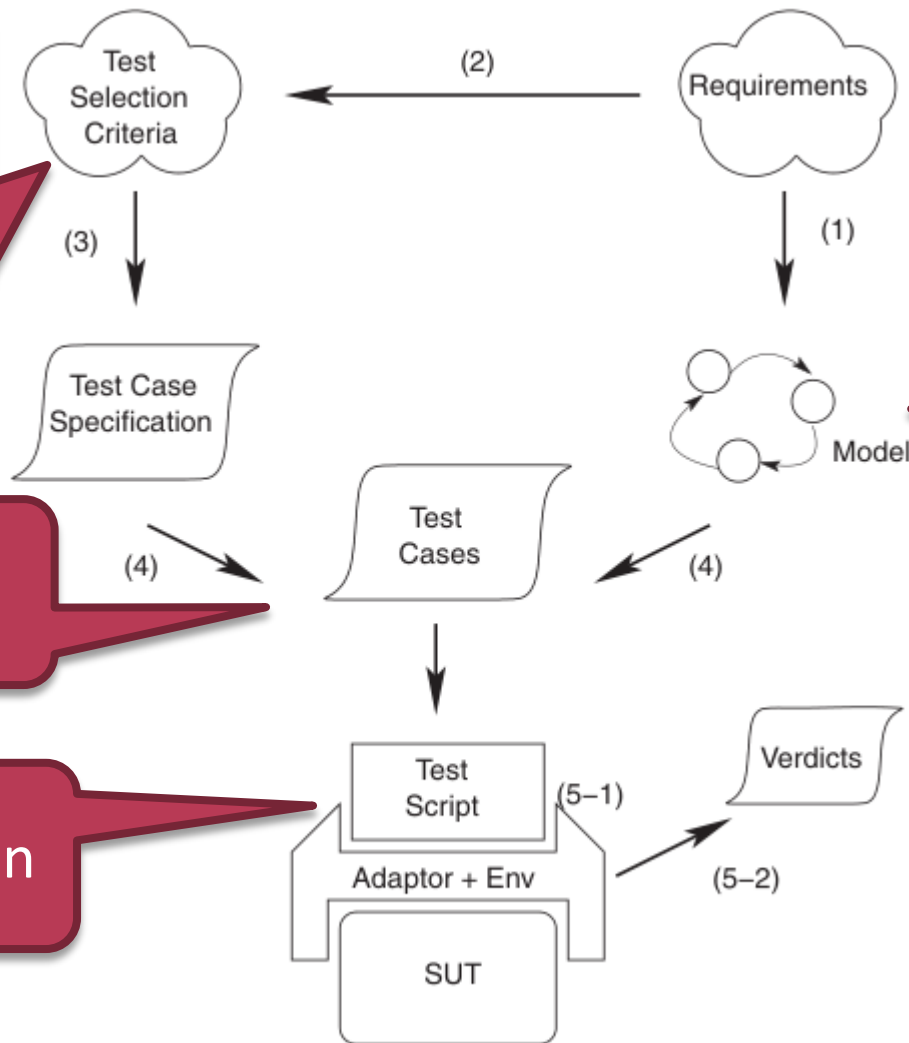 Test
Selection
Criteria
(2)
Requirements
(3)
(1)
Test Case
Specification
Model
Test
Cases
(4)
(4)
Test
Script
(5-1)
Verdicts
n
Adaptor + Env
(5-2)
SUT